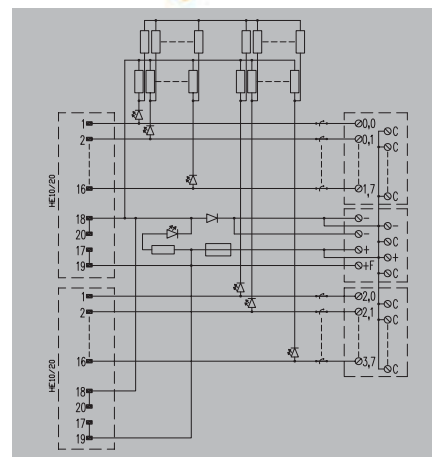 1 0,0 C
2 0,1 C
16 1,7 C
HE10/20
18 -
20 - -
17 + C
19 +F + C
1 2,0 C
2 2,1 C
16 3,7 C
HE10/20
18
20
17
19